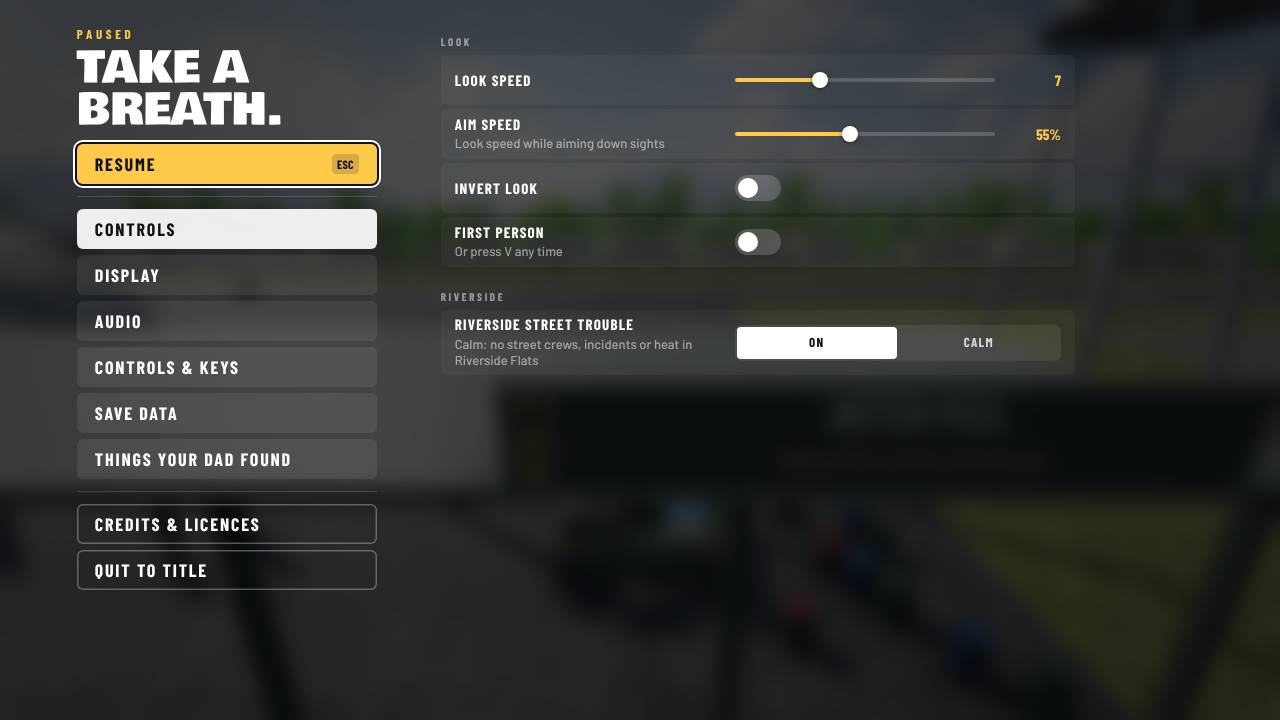 PAUSED
TAKE A
BREATH.
RESUME ESC
CONTROLS
DISPLAY
AUDIO
CONTROLS & KEYS
SAVE DATA
THINGS YOUR DAD FOUND
CREDITS & LICENCES
QUIT TO TITLE
LOOK
LOOK SPEED 7
AIM SPEED 55%
Look speed while aiming down sights
INVERT LOOK
FIRST PERSON
Or press V any time
RIVERSIDE
RIVERSIDE STREET TROUBLE
Calm: no street crews, incidents or heat in
Riverside Flats
ON CALM